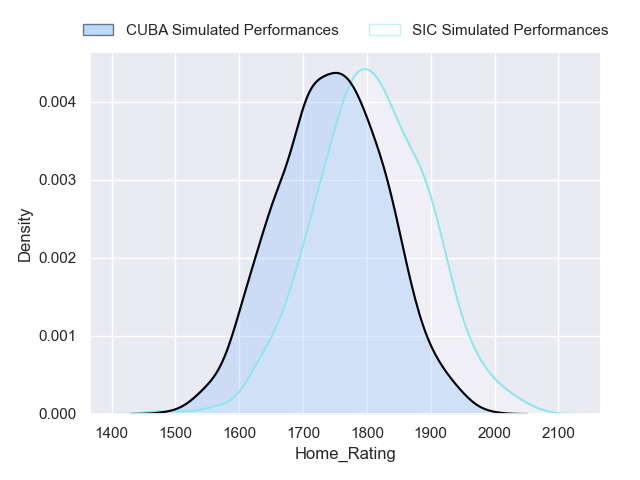 CUBA Simulated Performances
SIC Simulated Performances
0.004
0.003
0.002
0.001
0.000
Density
1400 1500 1600 1700 1800 1900 2000 2100
Home_Rating